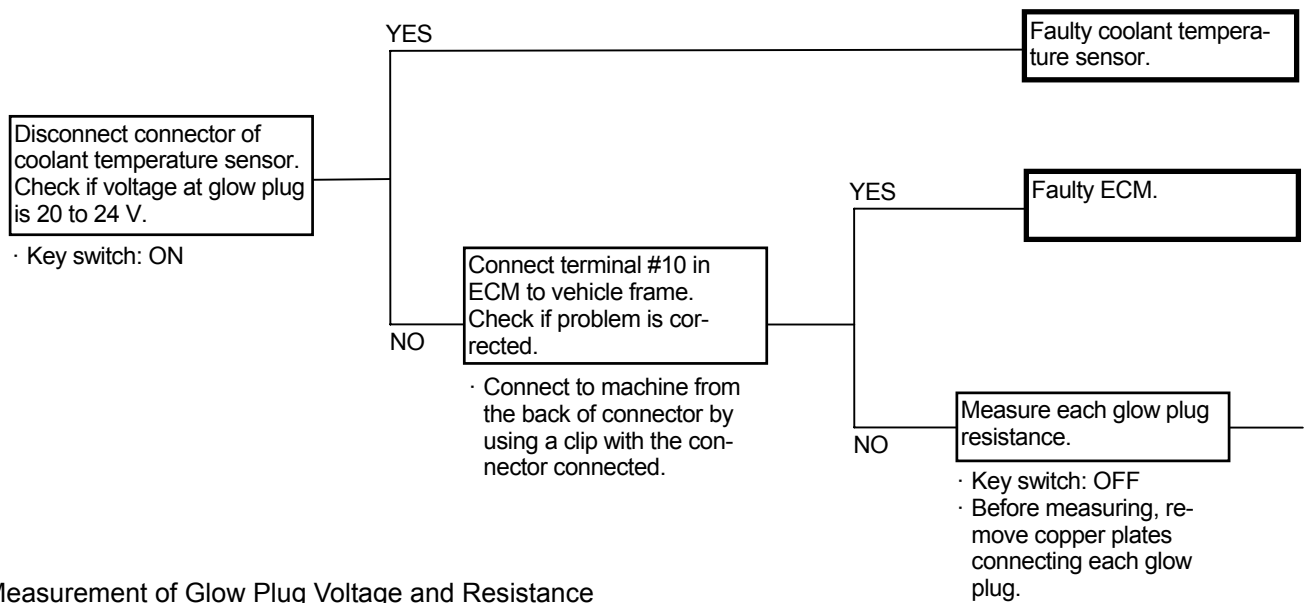 YES
Faulty coolant tempera-
ture sensor.
Disconnect connector of
coolant temperature sensor.
Check if voltage at glow plug
is 20 to 24 V.
· Key switch: ON
YES
Faulty ECM.
NO
Connect terminal #10 in
ECM to vehicle frame.
Check if problem is cor-
rected.
· Connect to machine from
the back of connector by
using a clip with the con-
nector connected.
NO
Measure each glow plug
resistance.
· Key switch: OFF
· Before measuring, re-
move copper plates
connecting each glow
plug.
Measurement of Glow Plug Voltage and Resistance